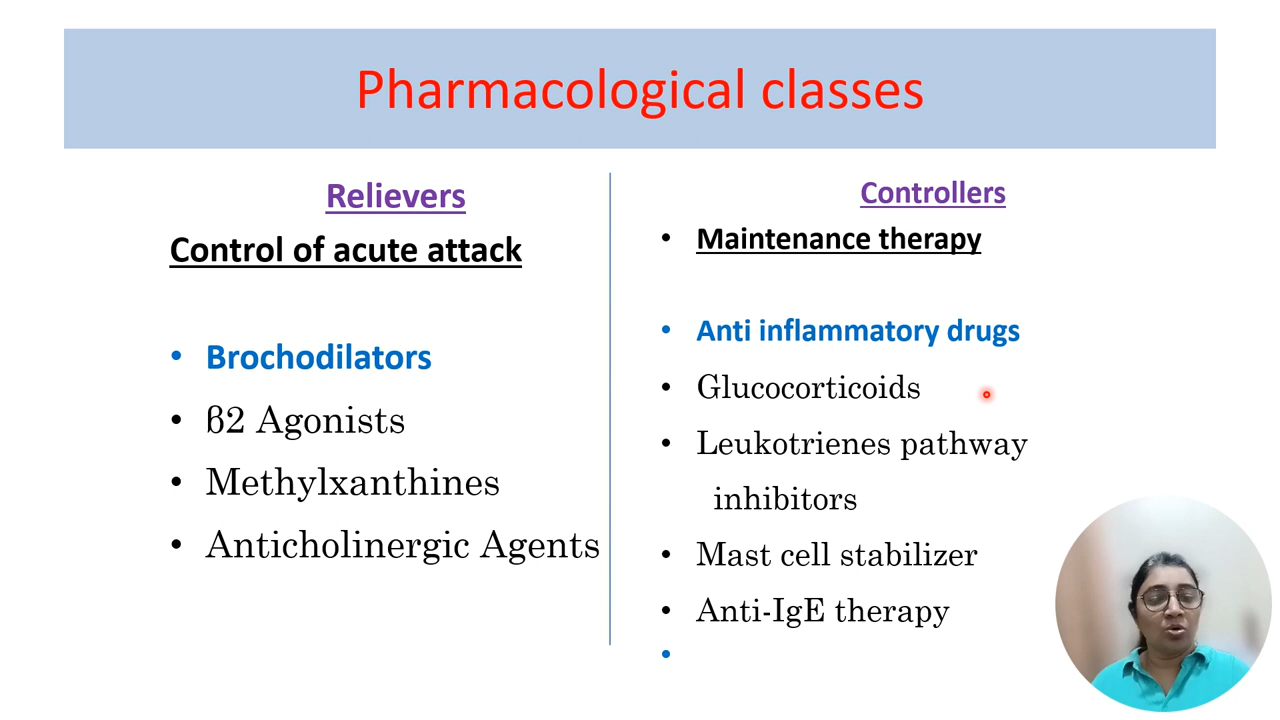 Pharmacological classes
Relievers
Control of acute attack
• Brochodilators
• β2 Agonists
• Methylxanthines
• Anticholinergic Agents
Controllers
• Maintenance therapy
• Anti inflammatory drugs
• Glucocorticoids
• Leukotrienes pathway
inhibitors
• Mast cell stabilizer
• Anti-IgE therapy
•